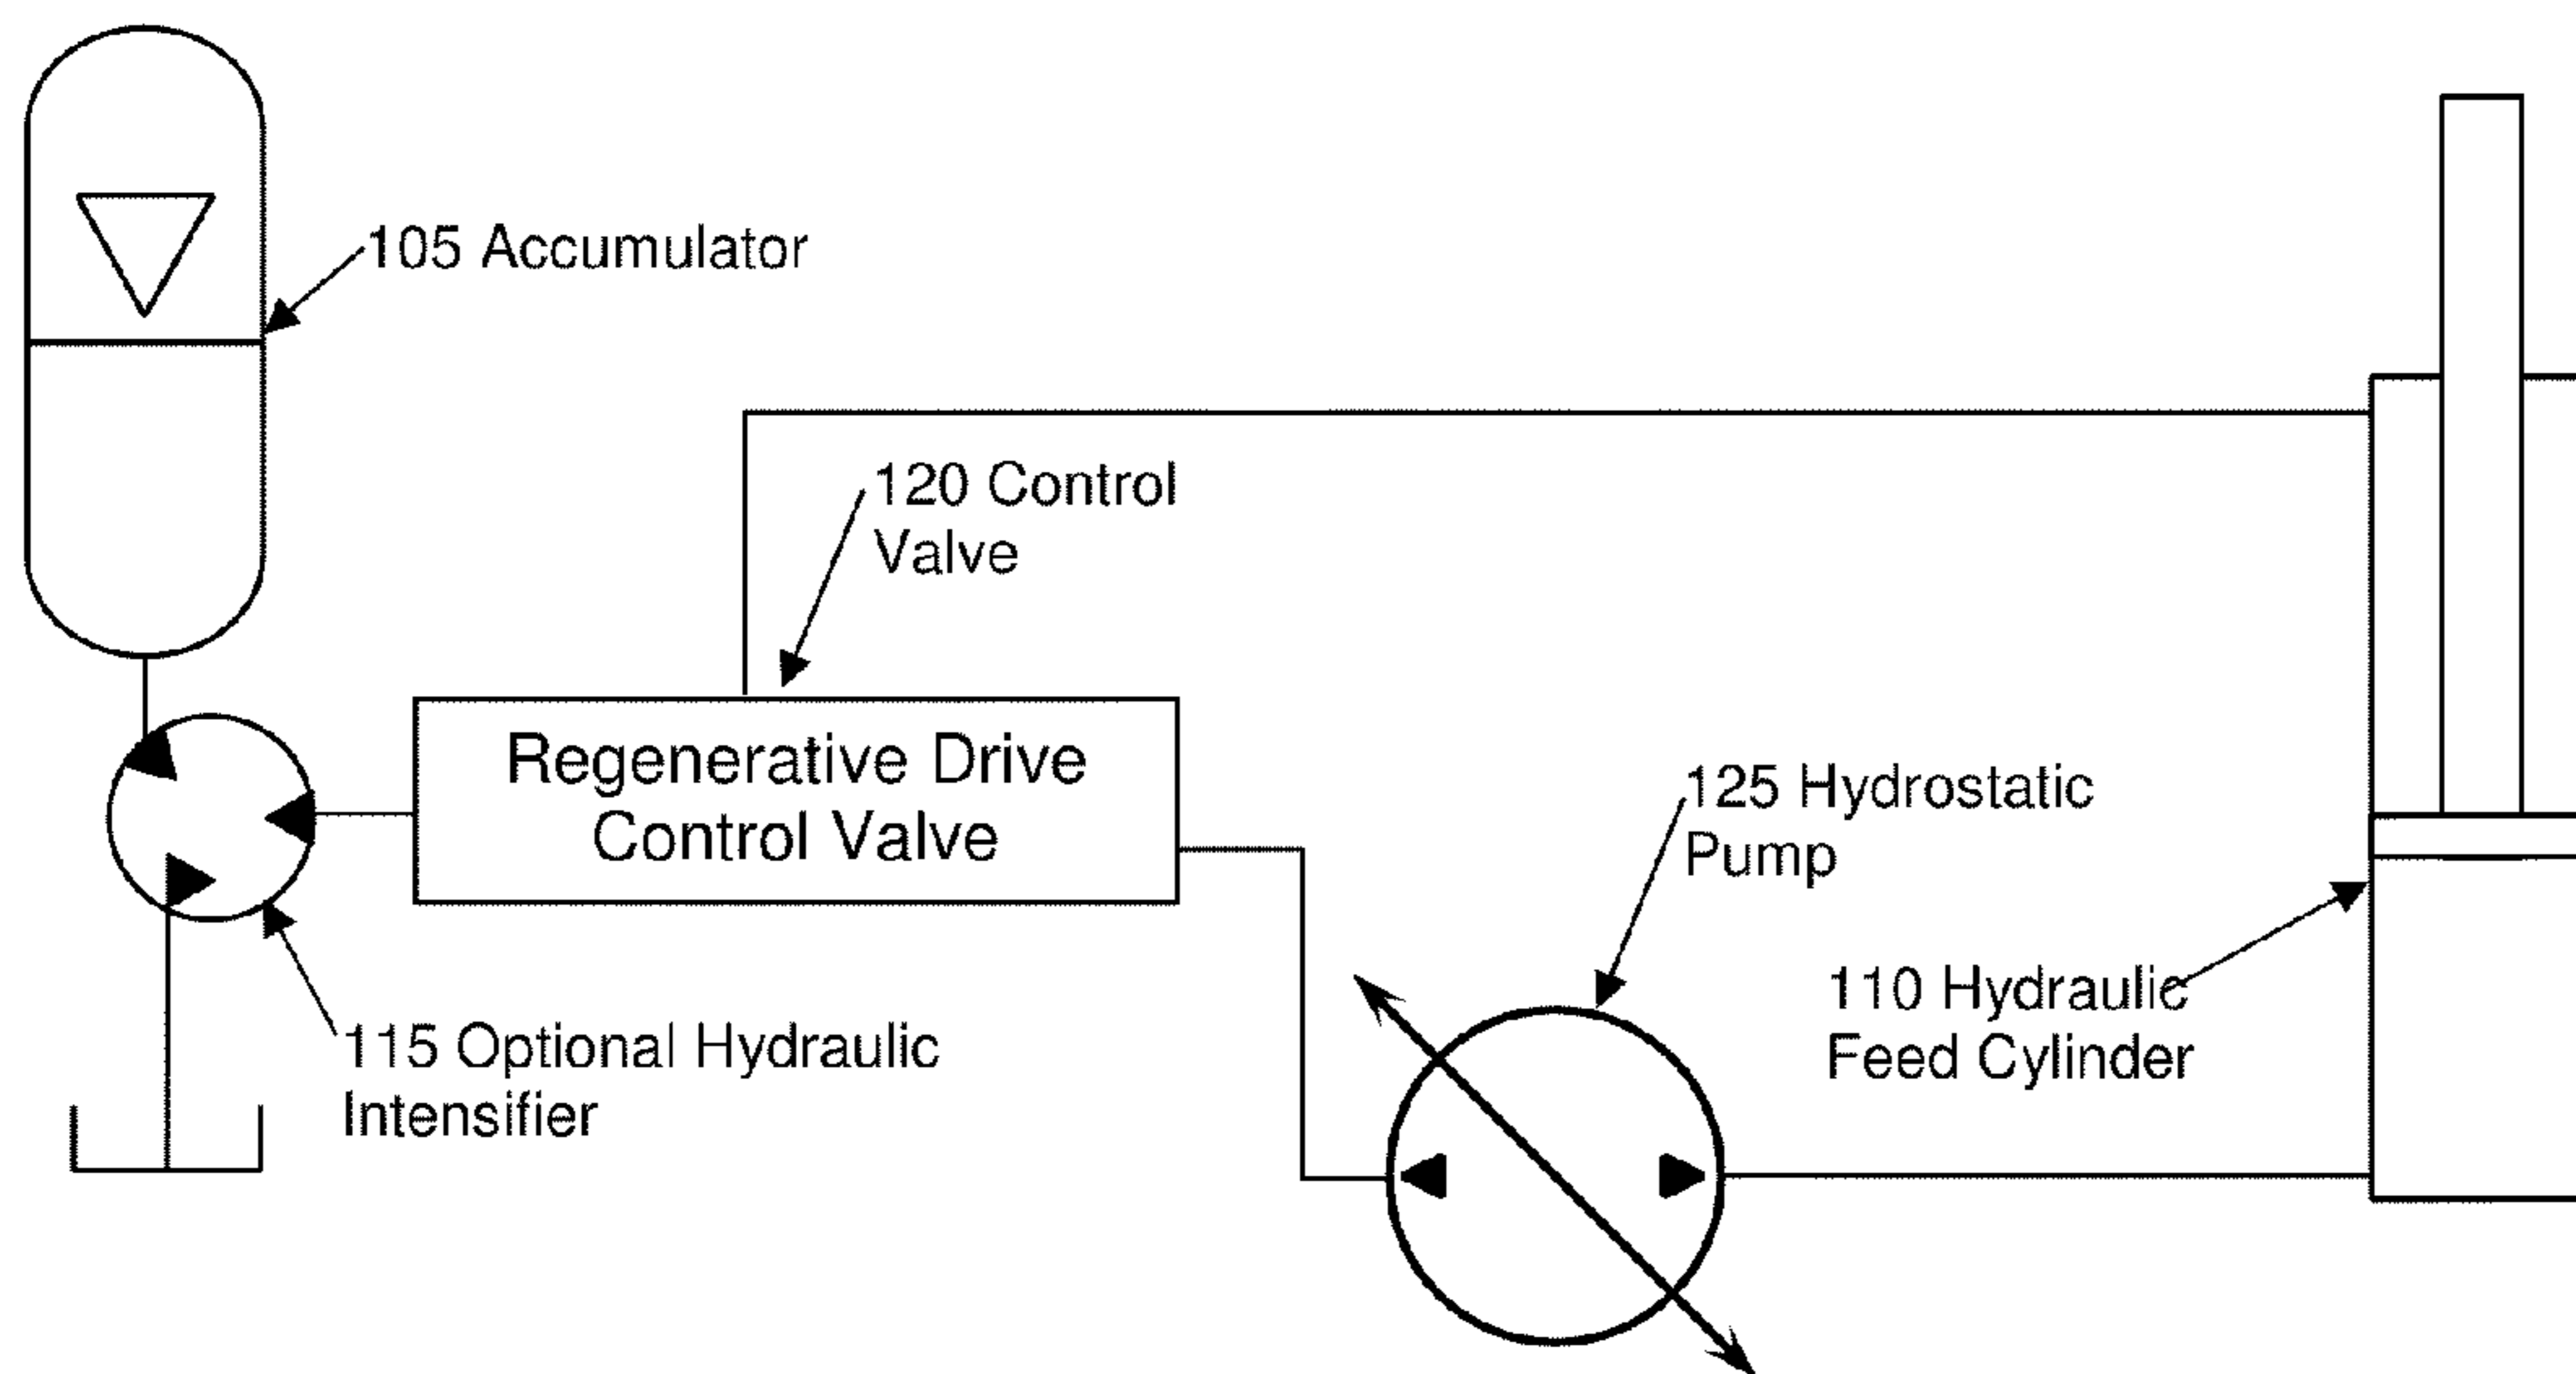 105 Accumulator
120 Control
Valve
Regenerative Drive
Control Valve
125 Hydrostatic
Pump
110 Hydraulic
Feed Cylinder
115 Optional Hydraulic
Intensifier